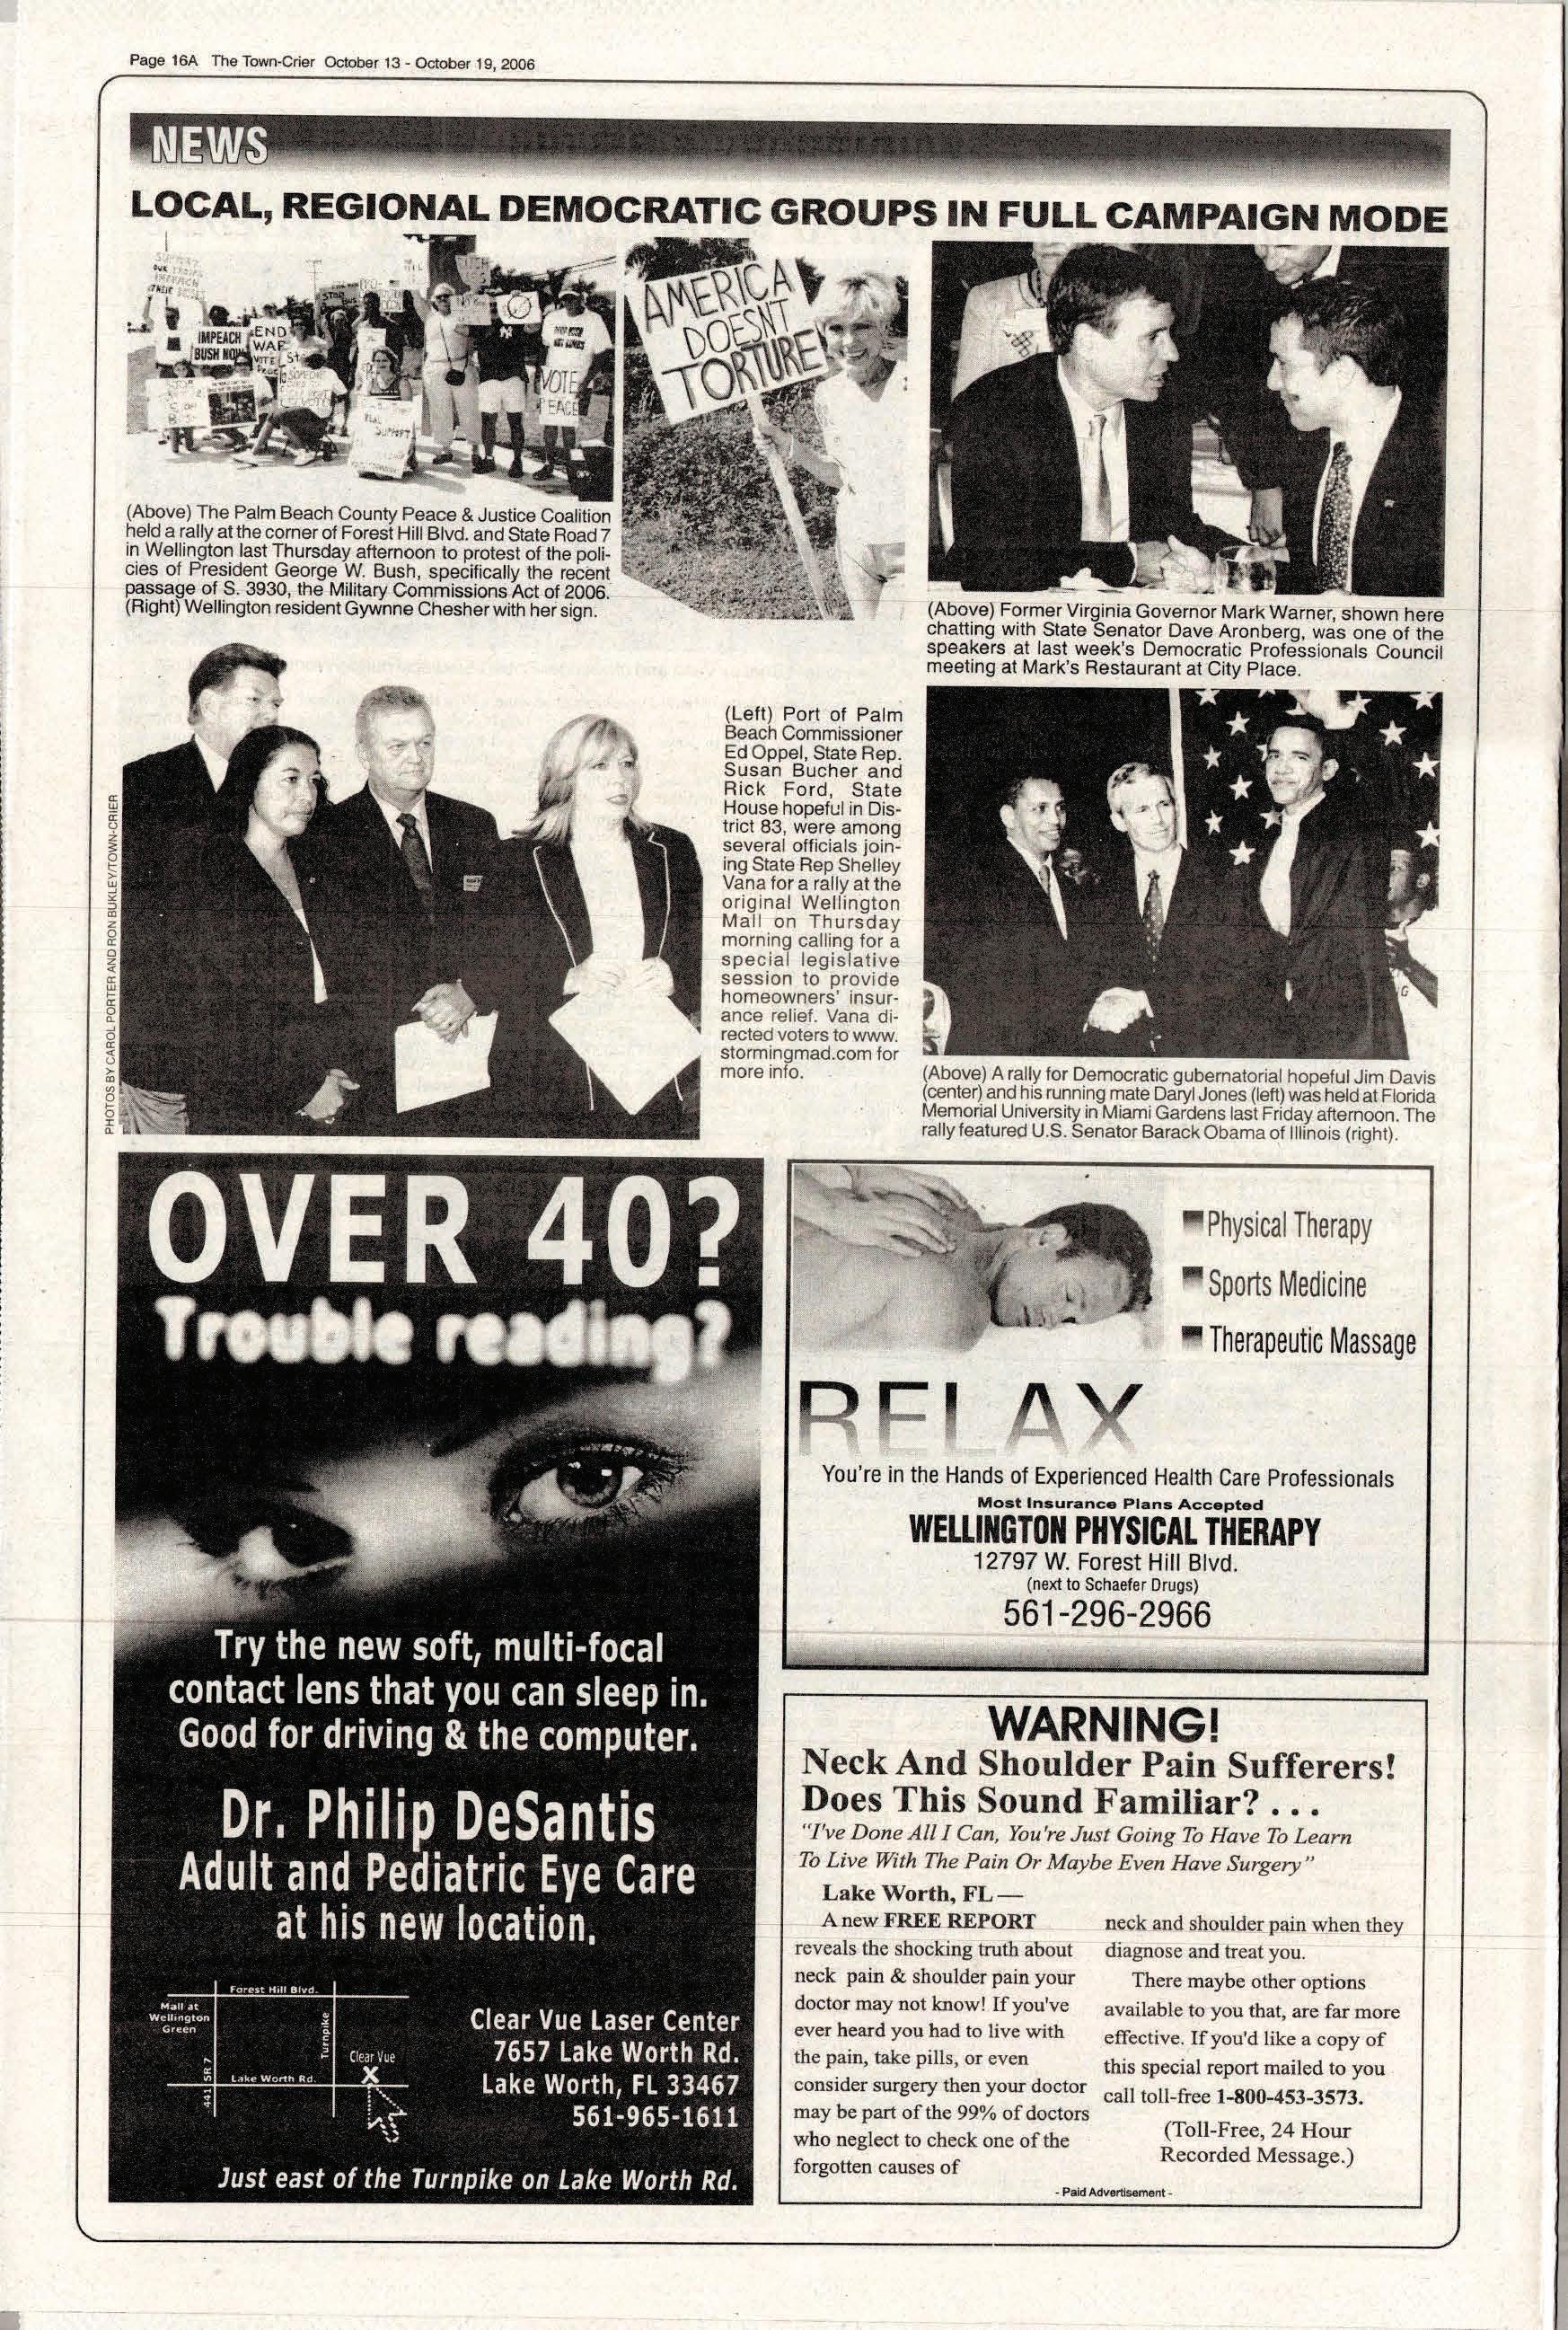 Page 16A The Town-Crier October 13 - October 19, 2006
NEWS
LOCAL, REGIONAL DEMOCRATIC GROUPS IN FULL CAMPAIGN MODE
SUPPORT
OUR TROOPS
IMPEACH
IMPEACH
BUSH NOW
END
WAR
VOTE
VOTE
PEACE
SUPPORT
AMERICA
DOESN'T
TORTURE
(Above) The Palm Beach County Peace & Justice Coalition
held a rally at the corner of Forest Hill Blvd. and State Road 7
in Wellington last Thursday afternoon to protest of the poli-
cies of President George W. Bush, specifically the recent
passage of S. 3930, the Military Commissions Act of 2006.
(Right) Wellington resident Gywnne Chesher with her sign.
(Above) Former Virginia Governor Mark Warner, shown here
chatting with State Senator Dave Aronberg, was one of the
speakers at last week's Democratic Professionals Council
meeting at Mark's Restaurant at City Place.
PHOTOS BY CAROL PORTER AND RON BUKLEY/TOWN-CRIER
(Left) Port of Palm
Beach Commissioner
Ed Oppel, State Rep.
Susan Bucher and
Rick Ford, State
House hopeful in Dis-
trict 83, were among
several officials join-
ing State Rep Shelley
Vana for a rally at the
original Wellington
Mall on Thursday
morning calling for a
special legislative
session to provide
homeowners' insur-
ance relief. Vana di-
rected voters to www.
stormingmad.com for
more info.
(Above) A rally for Democratic gubernatorial hopeful Jim Davis
(center) and his running mate Daryl Jones (left) was held at Florida
Memorial University in Miami Gardens last Friday afternoon. The
rally featured U.S. Senator Barack Obama of Illinois (right).
OVER 40?
Trouble reading?
Try the new soft, multi-focal
contact lens that you can sleep in.
Good for driving & the computer.
Dr. Philip DeSantis
Adult and Pediatric Eye Care
at his new location.
Forest Hill Blvd.
Mall at
Wellington
Green
Turnpike
441 SR 7
Lake Worth Rd.
Clear Vue
X
Clear Vue Laser Center
7657 Lake Worth Rd.
Lake Worth, FL 33467
561-965-1611
Just east of the Turnpike on Lake Worth Rd.
Physical Therapy
Sports Medicine
Therapeutic Massage
RELAX
You're in the Hands of Experienced Health Care Professionals
Most Insurance Plans Accepted
WELLINGTON PHYSICAL THERAPY
12797 W. Forest Hill Blvd.
(next to Schaefer Drugs)
561-296-2966
WARNING!
Neck And Shoulder Pain Sufferers!
Does This Sound Familiar? . . .
"I've Done All I Can, You're Just Going To Have To Learn
To Live With The Pain Or Maybe Even Have Surgery"
Lake Worth, FL —
A new FREE REPORT
reveals the shocking truth about
neck pain & shoulder pain your
doctor may not know! If you've
ever heard you had to live with
the pain, take pills, or even
consider surgery then your doctor
may be part of the 99% of doctors
who neglect to check one of the
forgotten causes of
neck and shoulder pain when they
diagnose and treat you.
There maybe other options
available to you that, are far more
effective. If you'd like a copy of
this special report mailed to you
call toll-free 1-800-453-3573.
(Toll-Free, 24 Hour
Recorded Message.)
- Paid Advertisement -